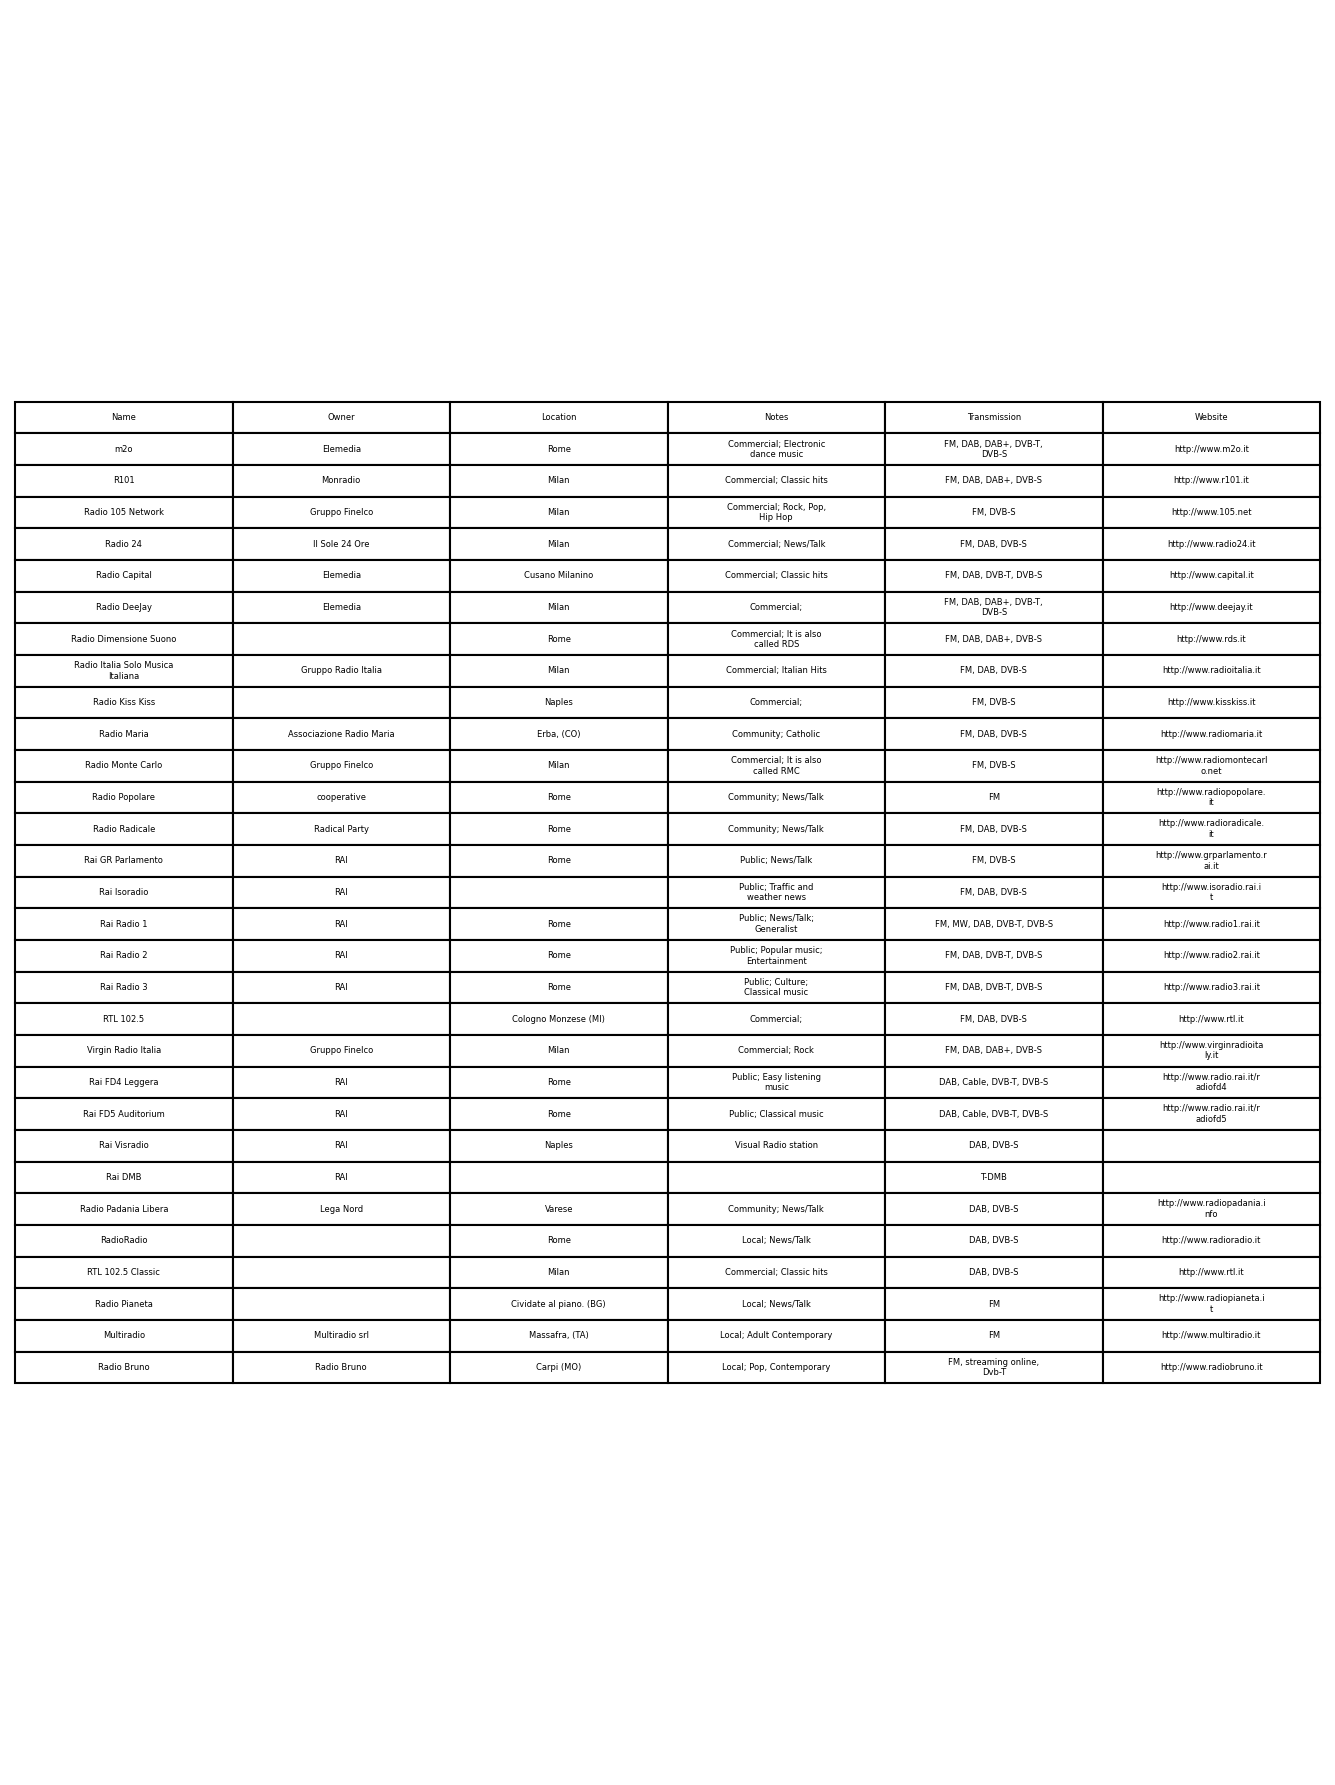 Name Owner Location Notes Transmission Website
m2o Elemedia Rome Commercial; Electronic dance music FM, DAB, DAB+, DVB-T, DVB-S http://www.m2o.it
R101 Monradio Milan Commercial; Classic hits FM, DAB, DAB+, DVB-S http://www.r101.it
Radio 105 Network Gruppo Finelco Milan Commercial; Rock, Pop, Hip Hop FM, DVB-S http://www.105.net
Radio 24 Il Sole 24 Ore Milan Commercial; News/Talk FM, DAB, DVB-S http://www.radio24.it
Radio Capital Elemedia Cusano Milanino Commercial; Classic hits FM, DAB, DVB-T, DVB-S http://www.capital.it
Radio DeeJay Elemedia Milan Commercial; FM, DAB, DAB+, DVB-T, DVB-S http://www.deejay.it
Radio Dimensione Suono Rome Commercial; It is also called RDS FM, DAB, DAB+, DVB-S http://www.rds.it
Radio Italia Solo Musica Italiana Gruppo Radio Italia Milan Commercial; Italian Hits FM, DAB, DVB-S http://www.radioitalia.it
Radio Kiss Kiss Naples Commercial; FM, DVB-S http://www.kisskiss.it
Radio Maria Associazione Radio Maria Erba, (CO) Community; Catholic FM, DAB, DVB-S http://www.radiomaria.it
Radio Monte Carlo Gruppo Finelco Milan Commercial; It is also called RMC FM, DVB-S http://www.radiomontecarlo.net
Radio Popolare cooperative Rome Community; News/Talk FM http://www.radiopopolare.it
Radio Radicale Radical Party Rome Community; News/Talk FM, DAB, DVB-S http://www.radioradicale.it
Rai GR Parlamento RAI Rome Public; News/Talk FM, DVB-S http://www.grparlamento.rai.it
Rai Isoradio RAI Public; Traffic and weather news FM, DAB, DVB-S http://www.isoradio.rai.it
Rai Radio 1 RAI Rome Public; News/Talk; Generalist FM, MW, DAB, DVB-T, DVB-S http://www.radio1.rai.it
Rai Radio 2 RAI Rome Public; Popular music; Entertainment FM, DAB, DVB-T, DVB-S http://www.radio2.rai.it
Rai Radio 3 RAI Rome Public; Culture; Classical music FM, DAB, DVB-T, DVB-S http://www.radio3.rai.it
RTL 102.5 Cologno Monzese (MI) Commercial; FM, DAB, DVB-S http://www.rtl.it
Virgin Radio Italia Gruppo Finelco Milan Commercial; Rock FM, DAB, DAB+, DVB-S http://www.virginradioitaly.it
Rai FD4 Leggera RAI Rome Public; Easy listening music DAB, Cable, DVB-T, DVB-S http://www.radio.rai.it/radiofd4
Rai FD5 Auditorium RAI Rome Public; Classical music DAB, Cable, DVB-T, DVB-S http://www.radio.rai.it/radiofd5
Rai Visradio RAI Naples Visual Radio station DAB, DVB-S
Rai DMB RAI T-DMB
Radio Padania Libera Lega Nord Varese Community; News/Talk DAB, DVB-S http://www.radiopadania.info
RadioRadio Rome Local; News/Talk DAB, DVB-S http://www.radioradio.it
RTL 102.5 Classic Milan Commercial; Classic hits DAB, DVB-S http://www.rtl.it
Radio Pianeta Cividate al piano. (BG) Local; News/Talk FM http://www.radiopianeta.it
Multiradio Multiradio srl Massafra, (TA) Local; Adult Contemporary FM http://www.multiradio.it
Radio Bruno Radio Bruno Carpi (MO) Local; Pop, Contemporary FM, streaming online, Dvb-T http://www.radiobruno.it